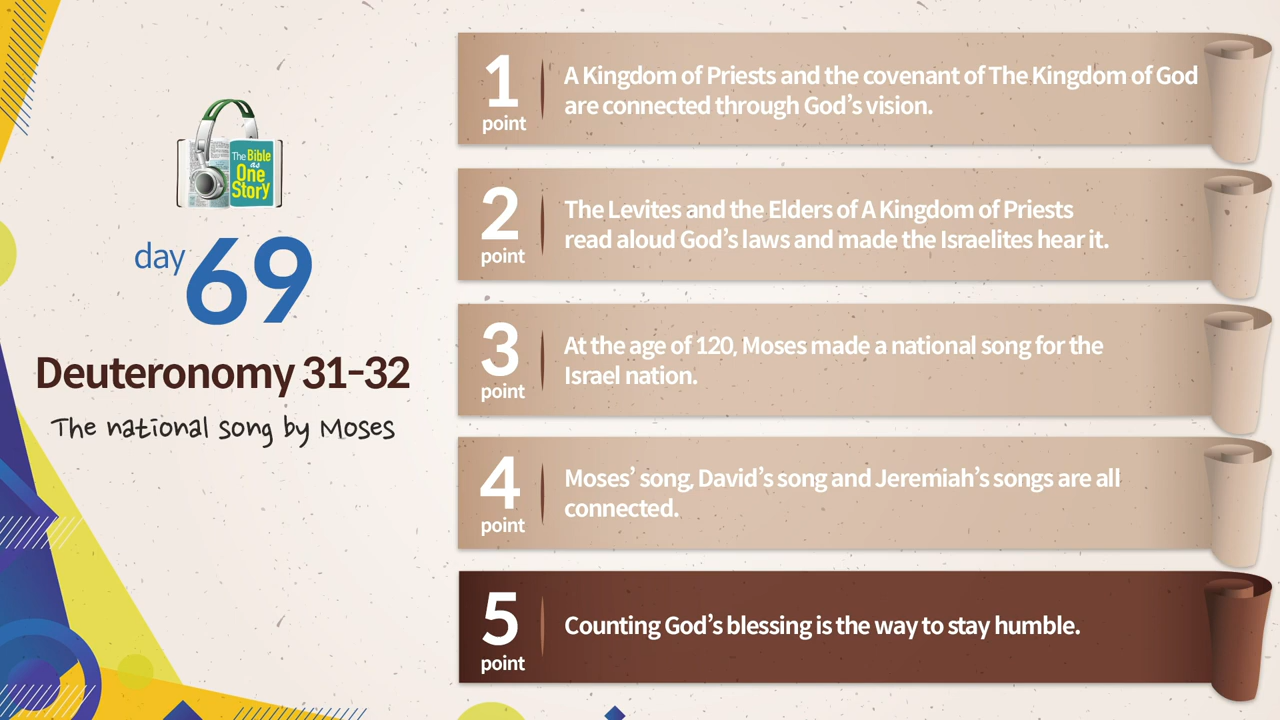 The Bible
as
One
Story
day 69
Deuteronomy 31-32
The national song by Moses
1
point
A Kingdom of Priests and the covenant of The Kingdom of God
are connected through God's vision.
2
point
The Levites and the Elders of A Kingdom of Priests
read aloud God's laws and made the Israelites hear it.
3
point
At the age of 120, Moses made a national song for the
Israel nation.
4
point
Moses' song, David's song and Jeremiah's songs are all
connected.
5
point
Counting God's blessing is the way to stay humble.